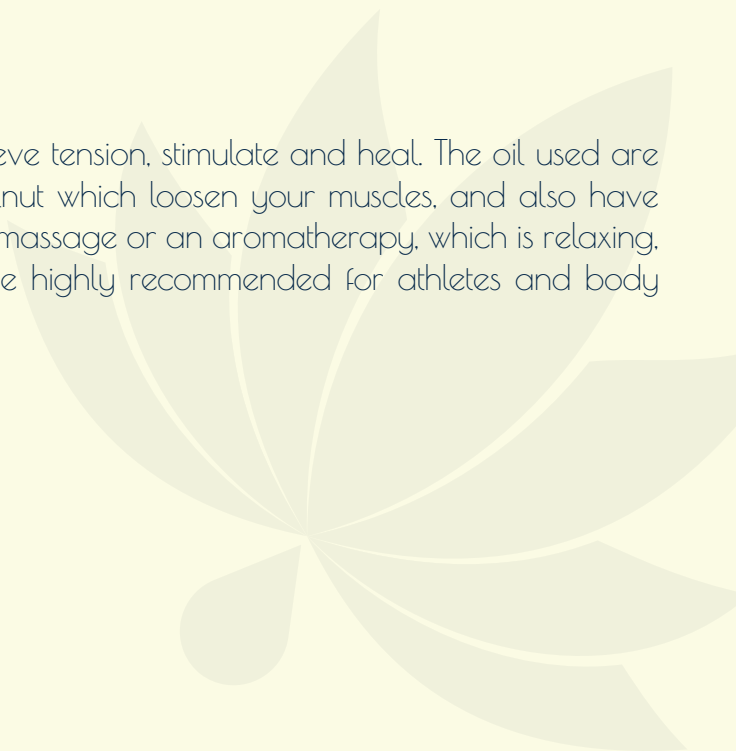 eve tension, stimulate and heal. The oil used are
nut which loosen your muscles, and also have
massage or an aromatherapy, which is relaxing,
e highly recommended for athletes and body